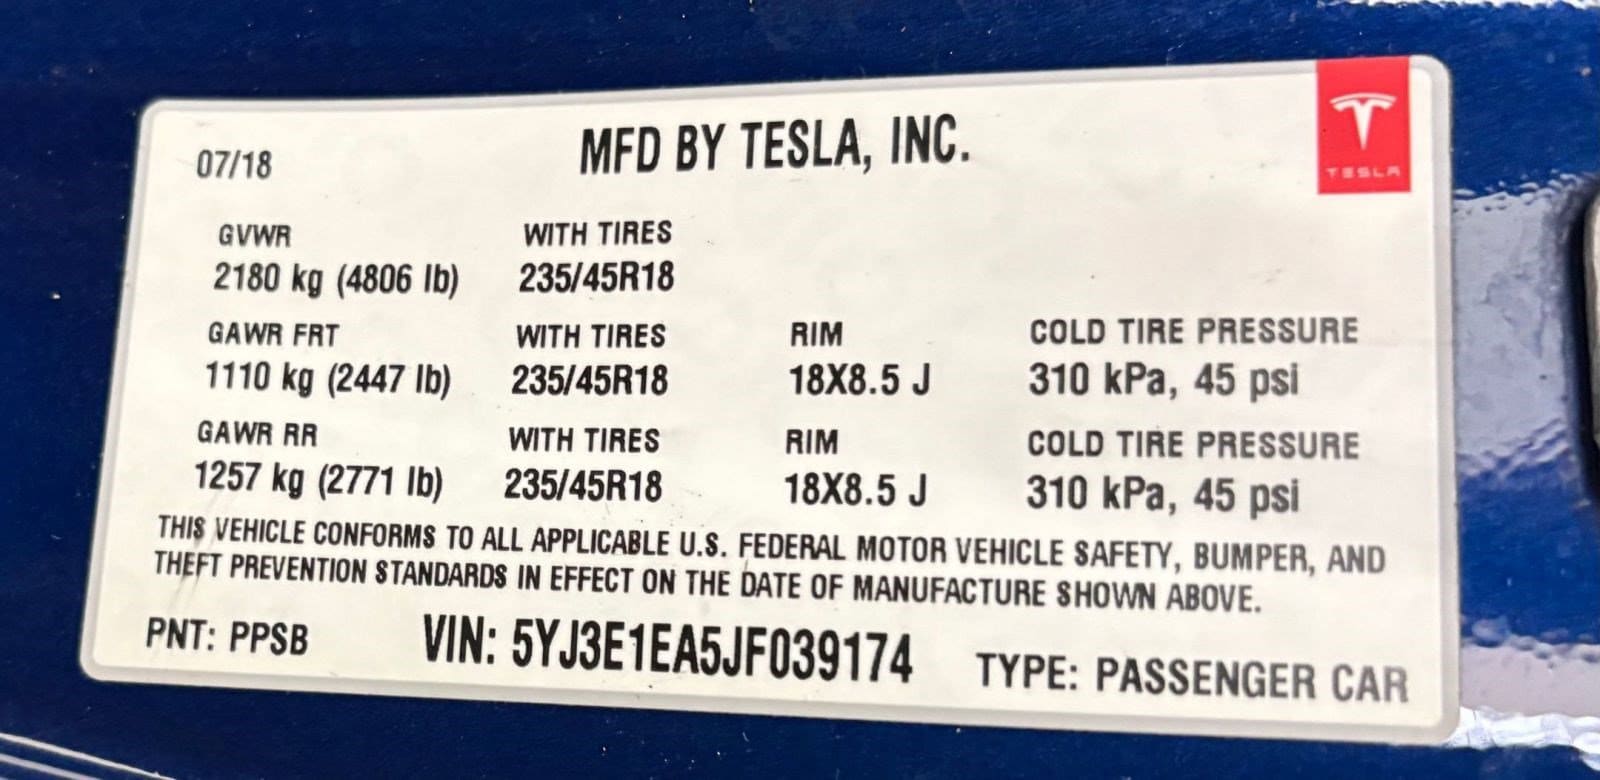 07/18 MFD BY TESLA, INC.
TESLA
GVWR WITH TIRES
2180 kg (4806 lb) 235/45R18
GAWR FRT WITH TIRES RIM COLD TIRE PRESSURE
1110 kg (2447 lb) 235/45R18 18X8.5 J 310 kPa, 45 psi
GAWR RR WITH TIRES RIM COLD TIRE PRESSURE
1257 kg (2771 lb) 235/45R18 18X8.5 J 310 kPa, 45 psi
THIS VEHICLE CONFORMS TO ALL APPLICABLE U.S. FEDERAL MOTOR VEHICLE SAFETY, BUMPER, AND
THEFT PREVENTION STANDARDS IN EFFECT ON THE DATE OF MANUFACTURE SHOWN ABOVE.
PNT: PPSB VIN: 5YJ3E1EA5JF039174 TYPE: PASSENGER CAR